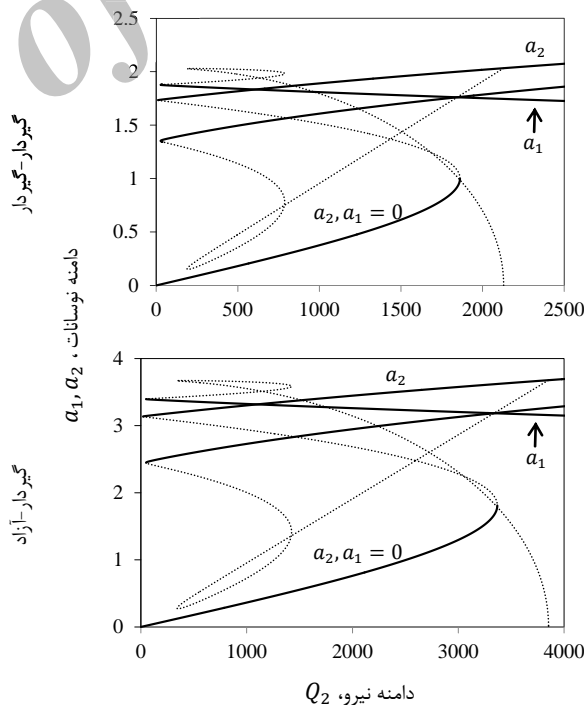 2.5
2
1.5
1
0.5
0
0 500 1000 1500 2000 2500
a₂
a₁
a₂, a₁ = 0
گیردار-گیردار
دامنه نوسانات، a₁, a₂
4
3
2
1
0
0 1000 2000 3000 4000
a₂
a₁
a₂, a₁ = 0
گیردار-آزاد
دامنه نیرو، Q₂